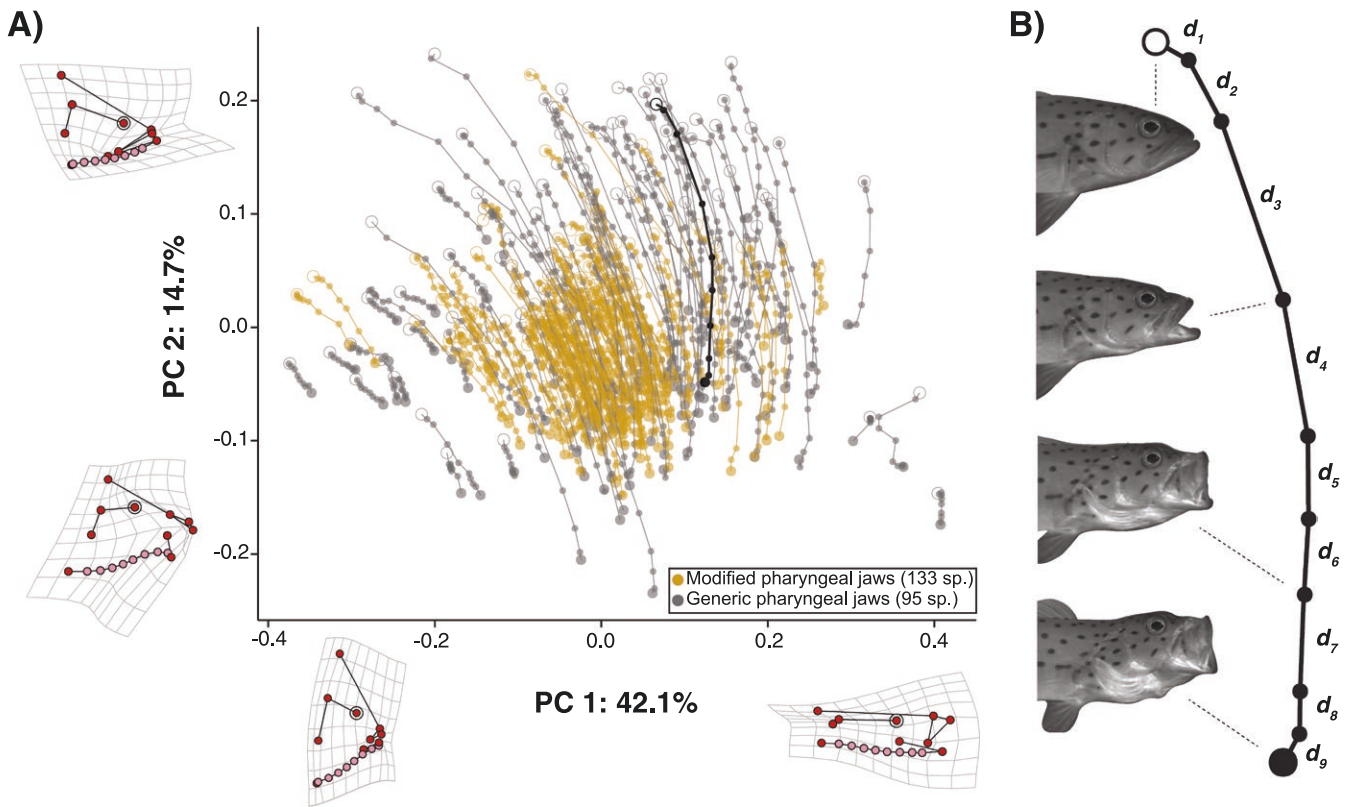 A)
B)
0.2
0.1
0.0
-0.1
-0.2
PC 2: 14.7%
Modified pharyngeal jaws (133 sp.)
Generic pharyngeal jaws (95 sp.)
-0.4
-0.2
0.0
0.2
0.4
PC 1: 42.1%
d1
d2
d3
d4
d5
d6
d7
d8
d9